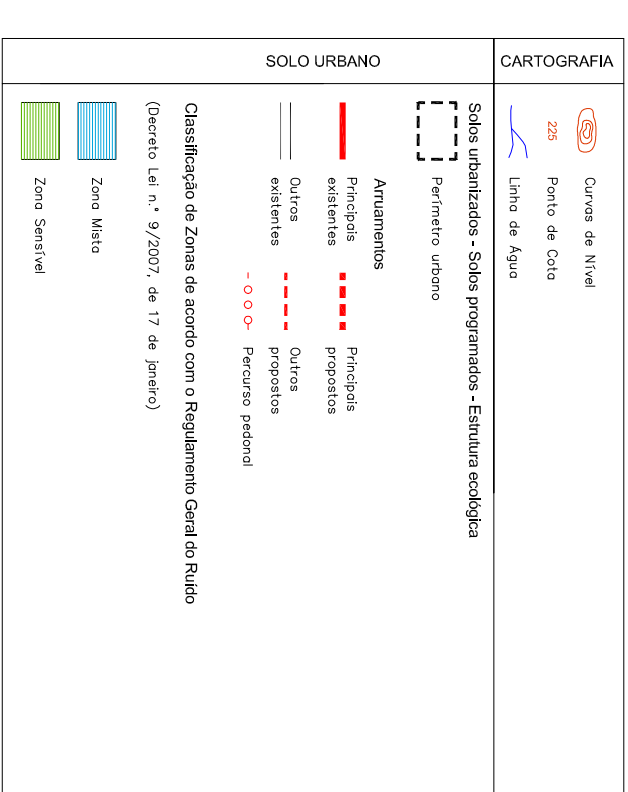 CARTOGRAFIA
Curvas de Nível
225 Ponto de Cota
Linha de Água
SOLO URBANO
Solos urbanizados - Solos programados - Estrutura ecológica
Perímetro urbano
Arruamentos
Principais
existentes
Principais
propostos
Outros
existentes
Outros
propostos
Percurso pedonal
Classificação de Zonas de acordo com o Regulamento Geral do Ruído
(Decreto Lei n.° 9/2007, de 17 de janeiro)
Zona Mista
Zona Sensível